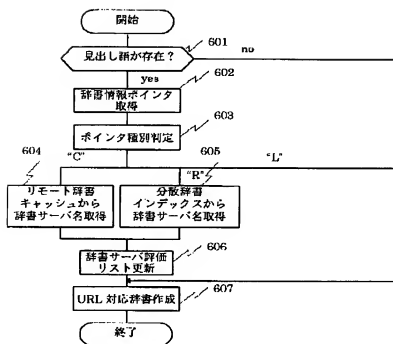 開始
601
見出し語が存在?
no
yes
602
辞書情報ポインタ
取得
603
ポインタ種別判定
604
"C"
605
"L"
"R"
リモート辞書
キャッシュから
辞書サーバ名取得
分散辞書
インデックスから
辞書サーバ名取得
606
辞書サーバ評価
リスト更新
607
URL 対応辞書作成
終了